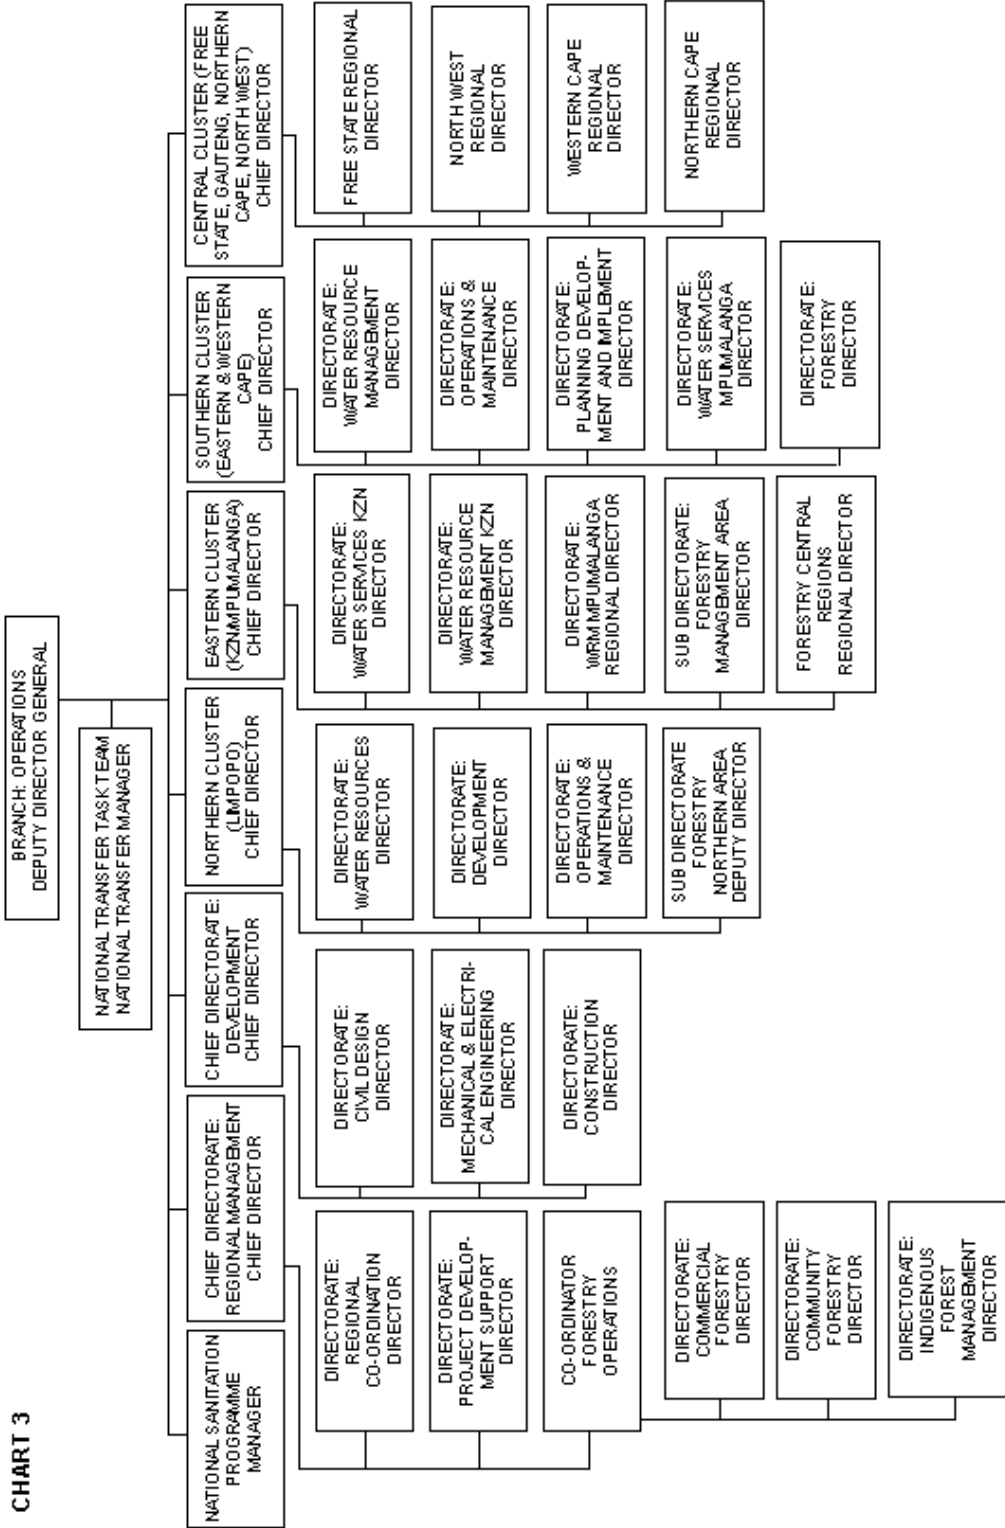 CHART 3
BRANCH: OPERATIONS
DEPUTY DIRECTOR GENERAL
NATIONAL TRANSFER TASK TEAM
NATIONAL TRANSFER MANAGER
NATIONAL SANITATION
PROGRAMME
MANAGER
CHIEF DIRECTORATE:
REGIONAL MANAGEMENT
CHIEF DIRECTOR
DIRECTORATE:
REGIONAL
CO-ORDINATION
DIRECTOR
DIRECTORATE:
PROJECT DEVELOP-
MENT SUPPORT
DIRECTOR
CO-ORDINATOR
FORESTRY
OPERATIONS
DIRECTORATE:
COMMERCIAL
FORESTRY
DIRECTOR
DIRECTORATE:
COMMUNITY
FORESTRY
DIRECTOR
DIRECTORATE:
INDIGENOUS
FOREST
MANAGEMENT
DIRECTOR
CHIEF DIRECTORATE:
DEVELOPMENT
CHIEF DIRECTOR
DIRECTORATE:
CIVIL DESIGN
DIRECTOR
DIRECTORATE:
MECHANICAL & ELECTRI-
CAL ENGINEERING
DIRECTOR
DIRECTORATE:
CONSTRUCTION
DIRECTOR
NORTHERN CLUSTER
(LIMPOPO)
CHIEF DIRECTOR
DIRECTORATE:
WATER RESOURCES
DIRECTOR
DIRECTORATE:
DEVELOPMENT
DIRECTOR
DIRECTORATE:
OPERATIONS &
MAINTENANCE
DIRECTOR
SUB DIRECTORATE
FORESTRY
NORTHERN AREA
DEPUTY DIRECTOR
EASTERN CLUSTER
(KZN/MPUMALANGA)
CHIEF DIRECTOR
DIRECTORATE:
WATER SERVICES KZN
DIRECTOR
DIRECTORATE:
WATER RESOURCE
MANAGEMENT KZN
DIRECTOR
DIRECTORATE:
WRM MPUMALANGA
REGIONAL DIRECTOR
SUB DIRECTORATE:
FORESTRY
MANAGEMENT AREA
DIRECTOR
FORESTRY CENTRAL
REGIONS
REGIONAL DIRECTOR
SOUTHERN CLUSTER
(EASTERN & WESTERN
CAPE)
CHIEF DIRECTOR
DIRECTORATE:
WATER RESOURCE
MANAGEMENT
DIRECTOR
DIRECTORATE:
OPERATIONS &
MAINTENANCE
DIRECTOR
DIRECTORATE:
PLANNING DEVELOP-
MENT AND IMPLEMENT
DIRECTOR
DIRECTORATE:
WATER SERVICES
MPUMALANGA
DIRECTOR
DIRECTORATE:
FORESTRY
DIRECTOR
CENTRAL CLUSTER (FREE
STATE, GAUTENG, NORTHERN
CAPE, NORTH WEST)
CHIEF DIRECTOR
FREE STATE REGIONAL
DIRECTOR
NORTH WEST
REGIONAL
DIRECTOR
WESTERN CAPE
REGIONAL
DIRECTOR
NORTHERN CAPE
REGIONAL
DIRECTOR